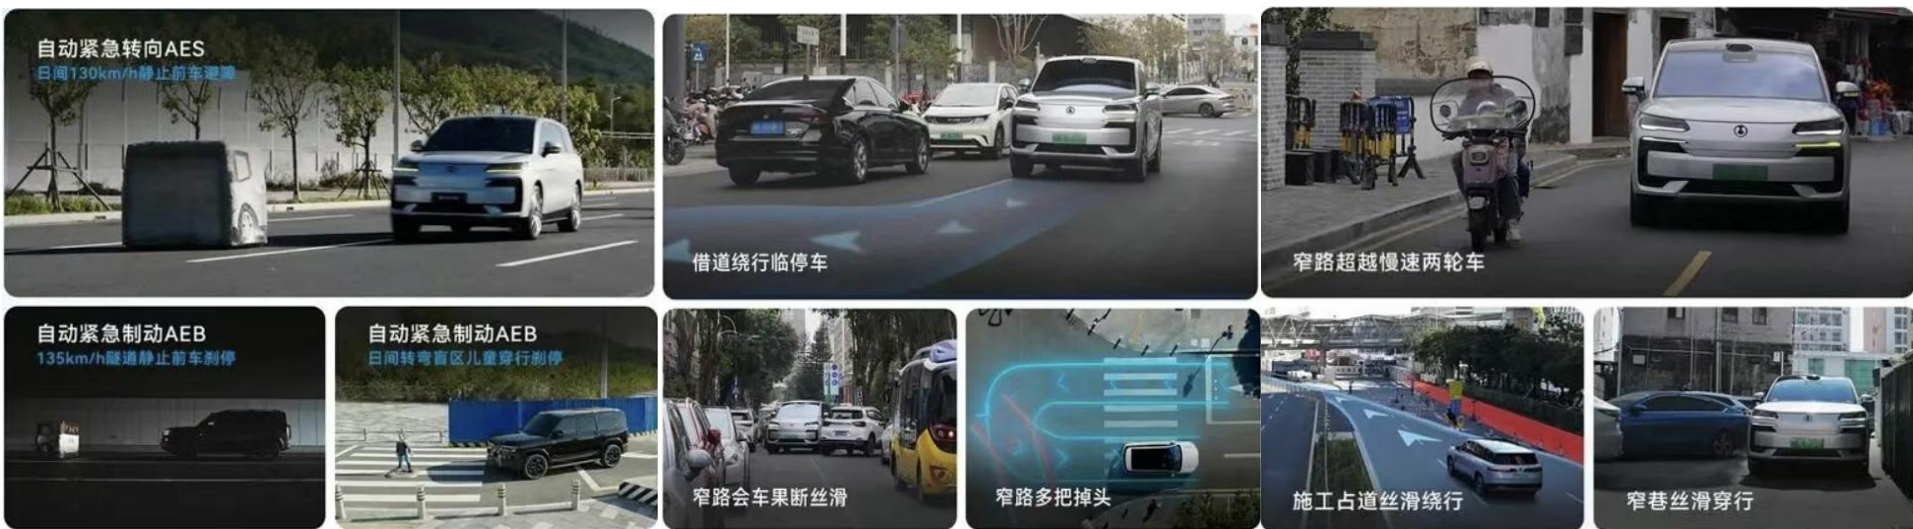 自动紧急转向AES
日间130km/h静止前车避障
借道绕行临停车
窄路超越慢速两轮车
自动紧急制动AEB
135km/h隧道静止前车刹停
自动紧急制动AEB
日间转弯盲区儿童穿行刹停
窄路会车果断丝滑
窄路多把掉头
施工占道丝滑绕行
窄巷丝滑穿行